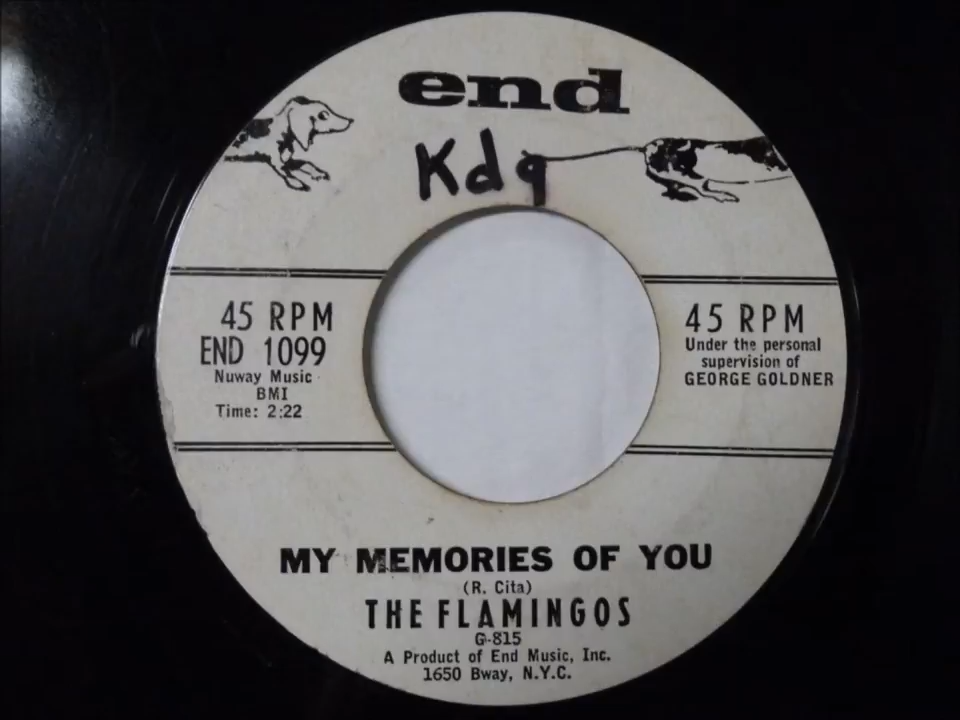 end
Kdq
45 RPM
END 1099
Nuway Music
BMI
Time: 2:22
45 RPM
Under the personal
supervision of
GEORGE GOLDNER
MY MEMORIES OF YOU
(R. Cita)
THE FLAMINGOS
G-815
A Product of End Music, Inc.
1650 Bway, N.Y.C.